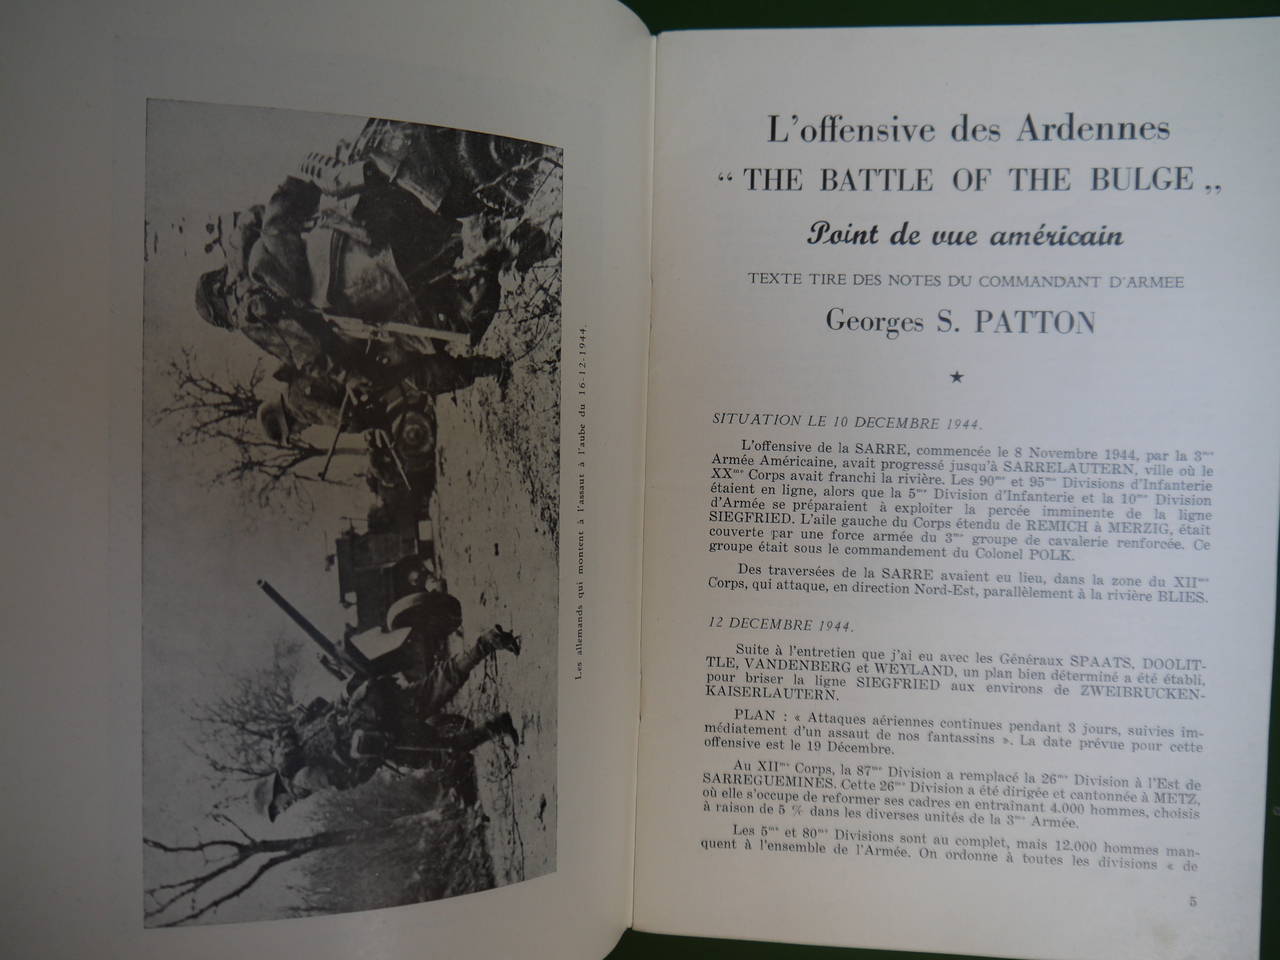 Les allemands qui montent à l'assaut à l'aube du 16-12-1944.
L'offensive des Ardennes
“ THE BATTLE OF THE BULGE „
Point de vue américain
TEXTE TIRE DES NOTES DU COMMANDANT D'ARMEE
Georges S. PATTON
★
SITUATION LE 10 DECEMBRE 1944.
L'offensive de la SARRE, commencée le 8 Novembre 1944, par la 3me
Armée Américaine, avait progressé jusqu'à SARRELAUTERN, ville où le
XXme Corps avait franchi la rivière. Les 90me et 95me Divisions d'Infanterie
étaient en ligne, alors que la 5me Division d'Infanterie et la 10me Division
d'Armée se préparaient à exploiter la percée imminente de la ligne
SIEGFRIED. L'aile gauche du Corps étendu de REMICH à MERZIG, était
couverte par une force armée du 3me groupe de cavalerie renforcée. Ce
groupe était sous le commandement du Colonel POLK.
Des traversées de la SARRE avaient eu lieu, dans la zone du XIIme
Corps, qui attaque, en direction Nord-Est, parallèlement à la rivière BLIES.
12 DECEMBRE 1944.
Suite à l'entretien que j'ai eu avec les Généraux SPAATS, DOOLIT-
TLE, VANDENBERG et WEYLAND, un plan bien déterminé a été établi,
pour briser la ligne SIEGFRIED aux environs de ZWEIBRUCKEN-
KAISERLAUTERN.
PLAN : « Attaques aériennes continues pendant 3 jours, suivies im-
médiatement d'un assaut de nos fantassins ». La date prévue pour cette
offensive est le 19 Décembre.
Au XIIme Corps, la 87me Division a remplacé la 26me Division à l'Est de
SARREGUEMINES. Cette 26me Division a été dirigée et cantonnée à METZ,
où elle s'occupe de reformer ses cadres en entraînant 4.000 hommes, choisis
à raison de 5 % dans les diverses unités de la 3me Armée.
Les 5me et 80me Divisions sont au complet, mais 12.000 hommes man-
quent à l'ensemble de l'Armée. On ordonne à toutes les divisions « de
5